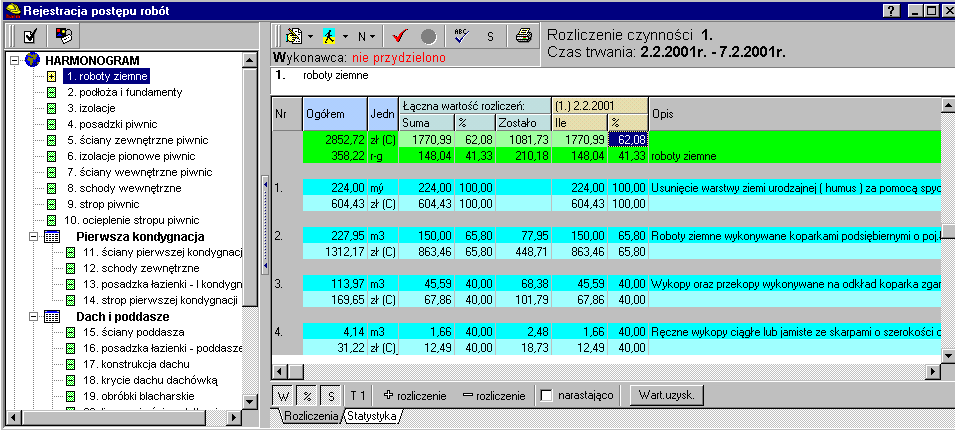 Rejestracja postępu robót
HARMONOGRAM
1. roboty ziemne
2. podłoża i fundamenty
3. izolacje
4. posadzki piwnic
5. ściany zewnętrzne piwnic
6. izolacje pionowe piwnic
7. ściany wewnętrzne piwnic
8. schody wewnętrzne
9. strop piwnic
10. ocieplenie stropu piwnic
Pierwsza kondygnacja
11. ściany pierwszej kondygnacj
12. schody zewnętrzne
13. posadzka łazienki - I kondygnacj
14. strop pierwszej kondygnacji
Dach i poddasze
15. ściany poddasza
16. posadzka łazienki - poddasze
17. konstrukcja dachu
18. krycie dachu dachówką
19. obróbki blacharskie
N
ABC
S
Rozliczenie czynności 1.
Czas trwania: 2.2.2001r. - 7.2.2001r.
Wykonawca: nie przydzielono
1. roboty ziemne
Nr Ogółem Jedn Łączna wartość rozliczeń: (1.) 2.2.2001 Opis
Suma % Zostało Ile %
2852,72 zł (C) 1770,99 62,08 1081,73 1770,99 62,08
358,22 r-g 148,04 41,33 210,18 148,04 41,33 roboty ziemne
1. 224,00 mý 224,00 100,00 224,00 100,00 Usunięcie warstwy ziemi urodzajnej ( humus ) za pomocą spyc
604,43 zł (C) 604,43 100,00 604,43 100,00
2. 227,95 m3 150,00 65,80 77,95 150,00 65,80 Roboty ziemne wykonywane koparkami podsiębiernymi o poj.ł
1312,17 zł (C) 863,46 65,80 448,71 863,46 65,80
3. 113,97 m3 45,59 40,00 68,38 45,59 40,00 Wykopy oraz przekopy wykonywane na odkład koparka zgar
169,65 zł (C) 67,86 40,00 101,79 67,86 40,00
4. 4,14 m3 1,66 40,00 2,48 1,66 40,00 Ręczne wykopy ciągłe lub jamiste ze skarpami o szerokości d
31,22 zł (C) 12,49 40,00 18,73 12,49 40,00
W % S T 1 + rozliczenie − rozliczenie narastająco Wart.uzysk.
Rozliczenia Statystyka